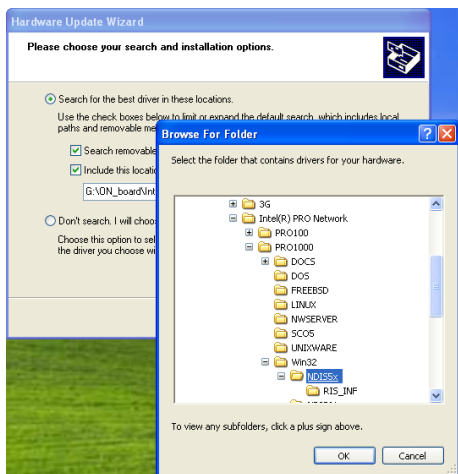 Hardware Update Wizard
Please choose your search and installation options.
Search for the best driver in these locations.
Use the check boxes below to limit or expand the default search, which includes local
paths and removable me
Search removable
Include this locatio
G:\ON_board\Int
Don't search. I will choo
Choose this option to sel
the driver you choose wi
Browse For Folder
Select the folder that contains drivers for your hardware.
3G
Intel(R) PRO Network
PRO100
PRO1000
DOCS
DOS
FREEBSD
LINUX
NWSERVER
SCO5
UNIXWARE
Win32
NDIS5x
RIS_INF
To view any subfolders, click a plus sign above.
OK
Cancel